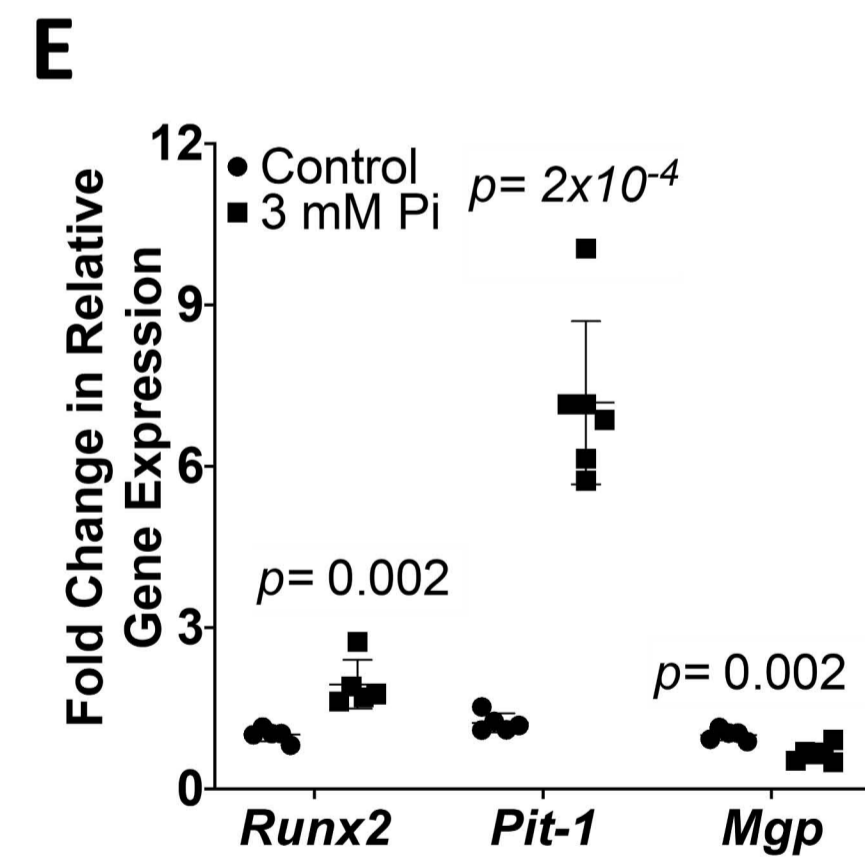 E
Fold Change in Relative
Gene Expression
12
9
6
3
0
Control
3 mM Pi
p= 2x10⁻⁴
p= 0.002
p= 0.002
Runx2
Pit-1
Mgp